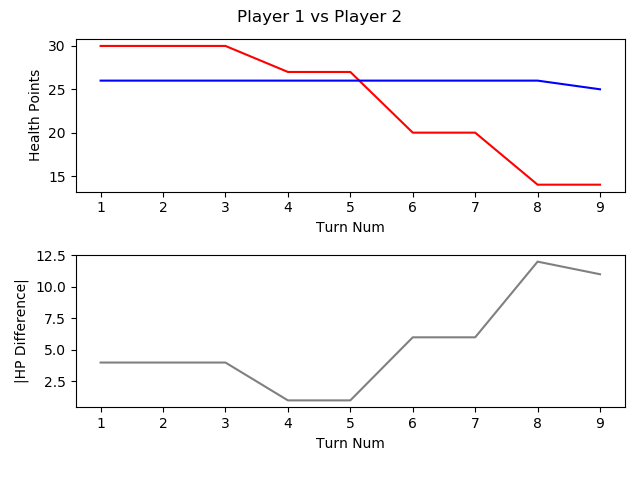 Player 1 vs Player 2
30
25
20
15
Health Points
1 2 3 4 5 6 7 8 9
Turn Num
12.5
10.0
7.5
5.0
2.5
|HP Difference|
1 2 3 4 5 6 7 8 9
Turn Num